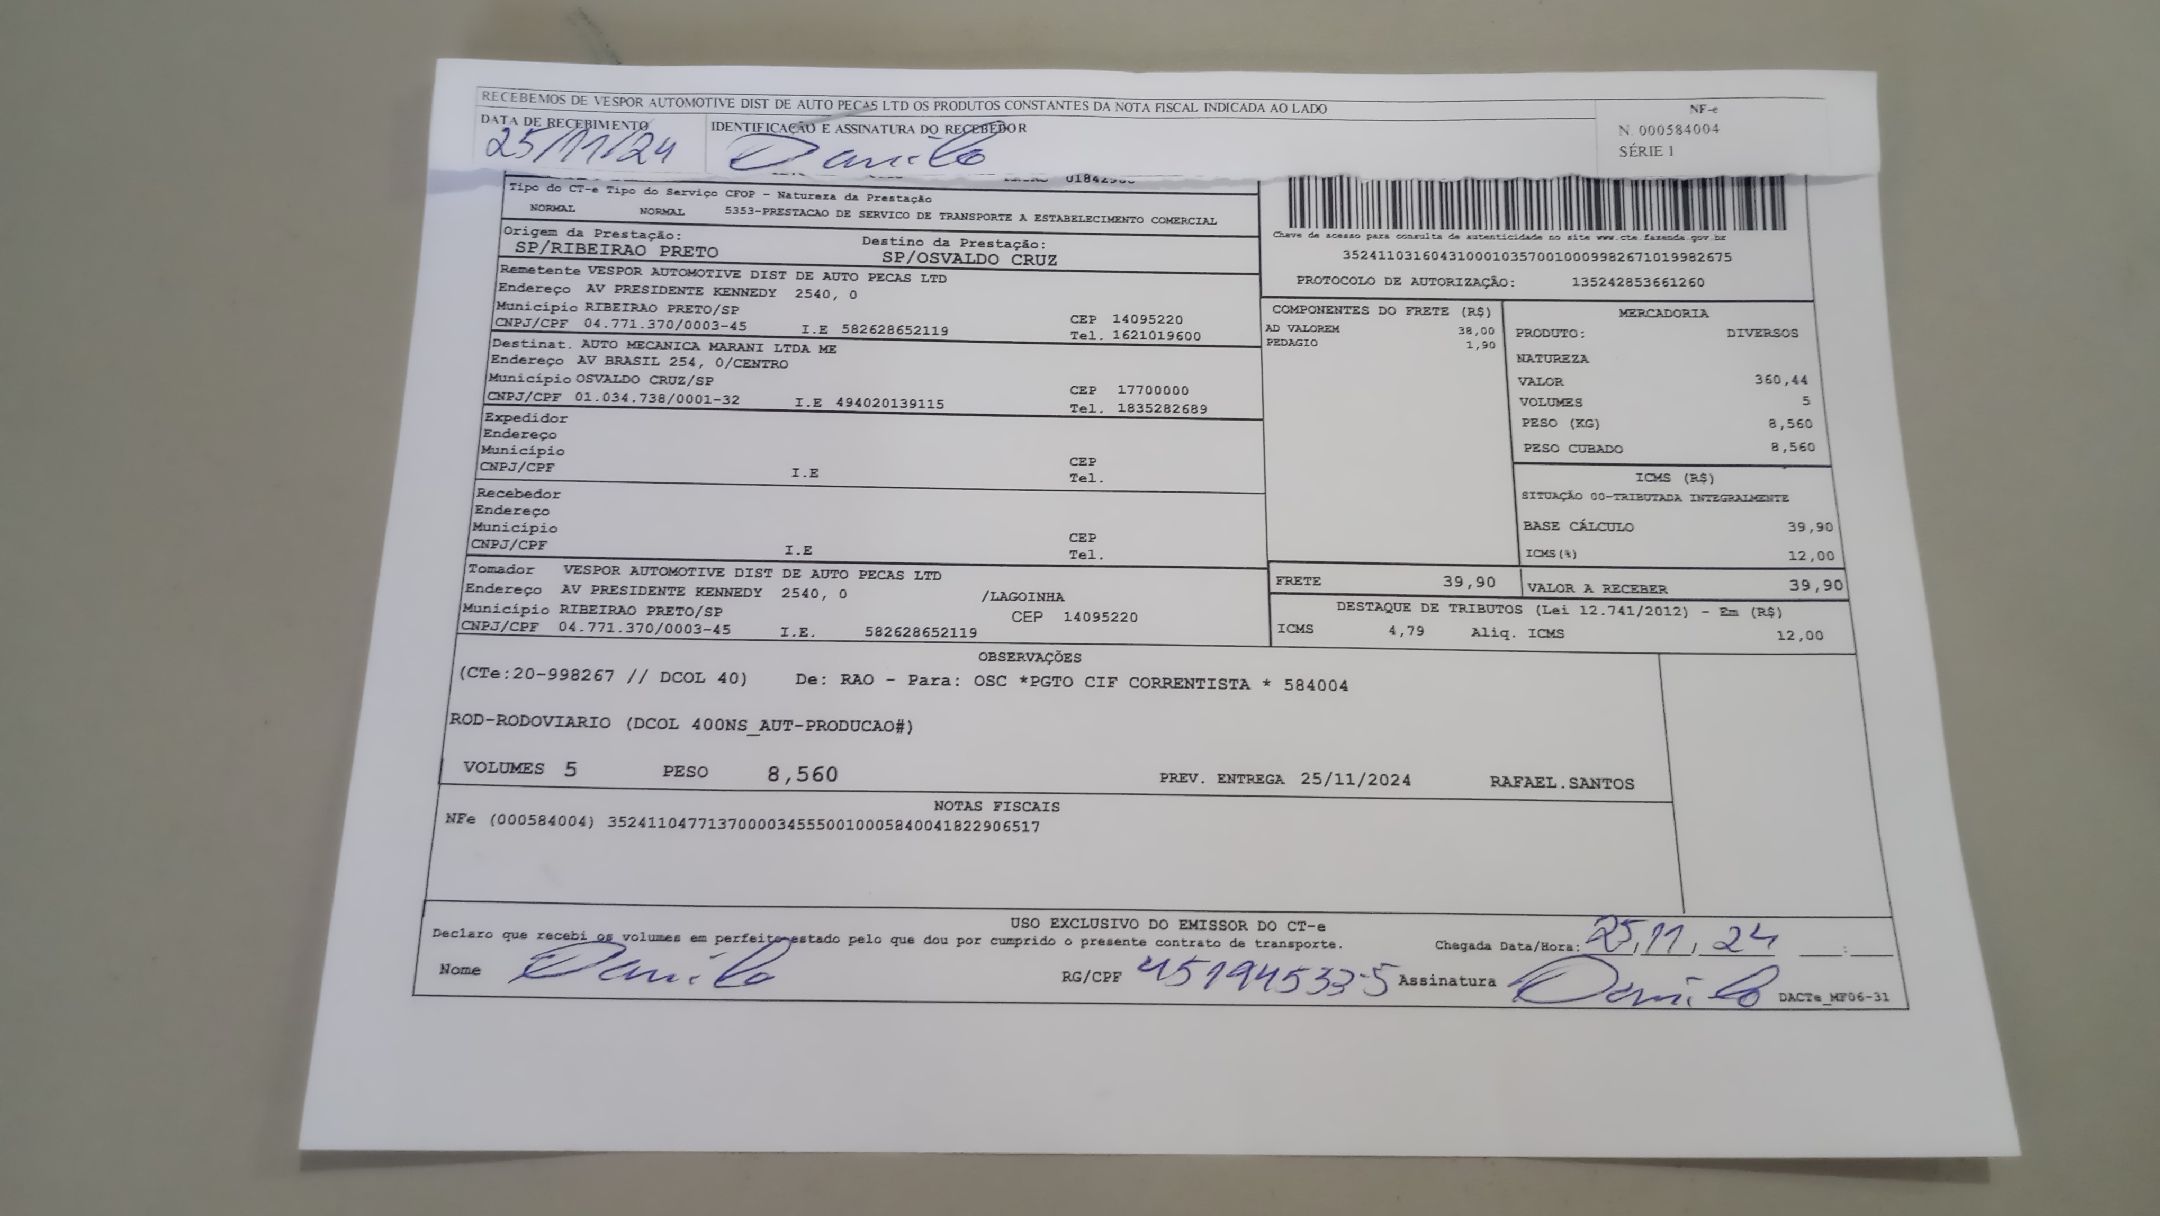 RECEBEMOS DE VESPOR AUTOMOTIVE DIST DE AUTO PECAS LTD OS PRODUTOS CONSTANTES DA NOTA FISCAL INDICADA AO LADO
NF-e
N. 000584004
SÉRIE 1
DATA DE RECEBIMENTO
25/11/24
IDENTIFICAÇÃO E ASSINATURA DO RECEBEDOR
Danilo
Tipo do CT-e Tipo do Serviço CFOP - Natureza da Prestação
NORMAL NORMAL 5353-PRESTACAO DE SERVICO DE TRANSPORTE A ESTABELECIMENTO COMERCIAL
Origem da Prestação:
SP/RIBEIRAO PRETO
Destino da Prestação:
SP/OSVALDO CRUZ
Chave de acesso para consulta de autenticidade no site www.cte.fazenda.gov.br
35241103160431000103570010009982671019982675
PROTOCOLO DE AUTORIZAÇÃO: 135242853661260
Remetente VESPOR AUTOMOTIVE DIST DE AUTO PECAS LTD
Endereço AV PRESIDENTE KENNEDY 2540, 0
Município RIBEIRAO PRETO/SP CEP 14095220
CNPJ/CPF 04.771.370/0003-45 I.E 582628652119 Tel. 1621019600
Destinat. AUTO MECANICA MARANI LTDA ME
Endereço AV BRASIL 254, 0/CENTRO
Município OSVALDO CRUZ/SP CEP 17700000
CNPJ/CPF 01.034.738/0001-32 I.E 494020139115 Tel. 1835282689
Expedidor
Endereço
Município CEP
CNPJ/CPF I.E Tel.
Recebedor
Endereço
Município CEP
CNPJ/CPF I.E Tel.
Tomador VESPOR AUTOMOTIVE DIST DE AUTO PECAS LTD
Endereço AV PRESIDENTE KENNEDY 2540, 0 /LAGOINHA
Município RIBEIRAO PRETO/SP CEP 14095220
CNPJ/CPF 04.771.370/0003-45 I.E. 582628652119
COMPONENTES DO FRETE (R$)
AD VALOREM 38,00
PEDAGIO 1,90
MERCADORIA
PRODUTO: DIVERSOS
NATUREZA
VALOR 360,44
VOLUMES 5
PESO (KG) 8,560
PESO CUBADO 8,560
ICMS (R$)
SITUAÇÃO 00-TRIBUTADA INTEGRALMENTE
BASE CÁLCULO 39,90
ICMS(%) 12,00
FRETE 39,90 VALOR A RECEBER 39,90
DESTAQUE DE TRIBUTOS (Lei 12.741/2012) - Em (R$)
ICMS 4,79 Aliq. ICMS 12,00
OBSERVAÇÕES
(CTe:20-998267 // DCOL 40) De: RAO - Para: OSC *PGTO CIF CORRENTISTA * 584004
ROD-RODOVIARIO (DCOL 400NS_AUT-PRODUCAO#)
VOLUMES 5 PESO 8,560 PREV. ENTREGA 25/11/2024 RAFAEL.SANTOS
NOTAS FISCAIS
NFe (000584004) 35241104771370000345550010005840041822906517
USO EXCLUSIVO DO EMISSOR DO CT-e
Declaro que recebi os volumes em perfeito estado pelo que dou por cumprido o presente contrato de transporte. Chegada Data/Hora: 25/11/24 __:__
Nome Danilo RG/CPF 45194533-5 Assinatura Danilo DACTe_MF06-31